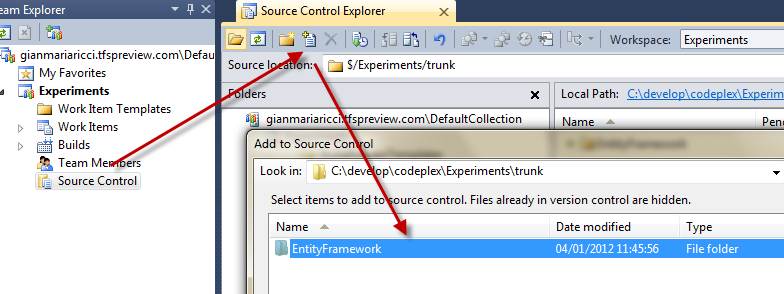 eam Explorer
gianmariaricci.tfspreview.com\Defau
My Favorites
Experiments
Work Item Templates
Work Items
Builds
Team Members
Source Control
Source Control Explorer
Workspace: Experiments
Source location: $/Experiments/trunk
Folders
Local Path: C:\develop\codeplex\Experim
gianmariaricci.tfspreview.com\DefaultCollection
Name Pend
Add to Source Control
Look in: C:\develop\codeplex\Experiments\trunk
Select items to add to source control. Files already in version control are hidden.
Name Date modified Type
EntityFramework 04/01/2012 11:45:56 File folder